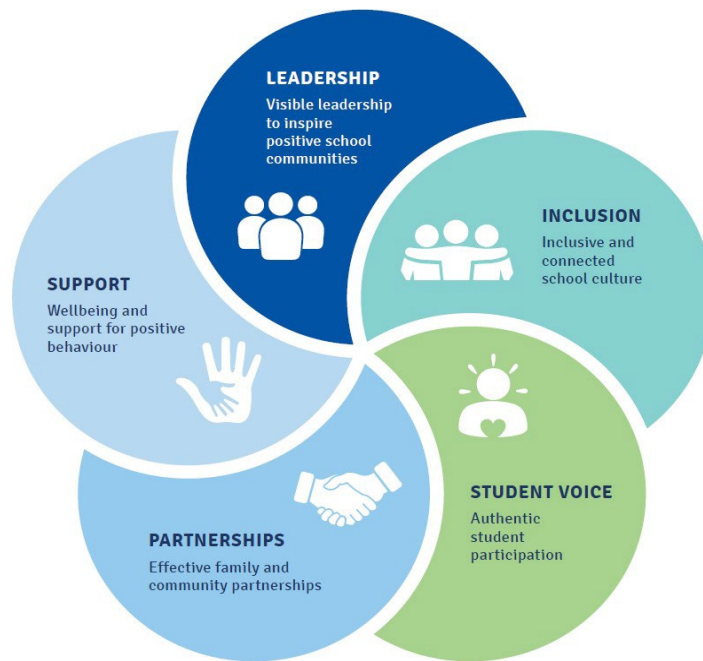 LEADERSHIP
Visible leadership
to inspire
positive school
communities
INCLUSION
Inclusive and
connected
school culture
STUDENT VOICE
Authentic
student
participation
PARTNERSHIPS
Effective family and
community partnerships
SUPPORT
Wellbeing and
support for positive
behaviour